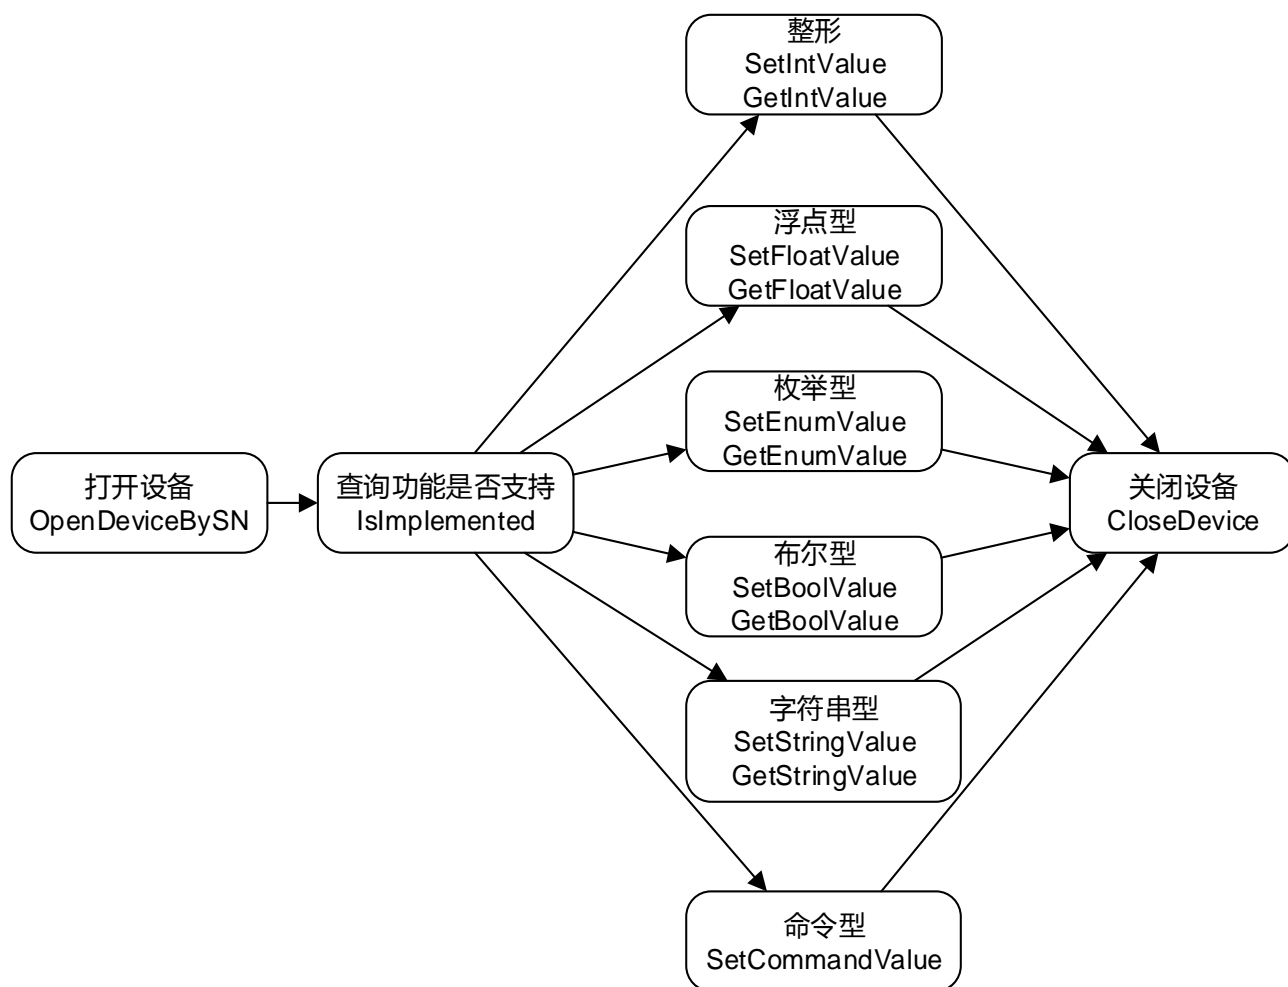 整形
SetIntValue
GetIntValue
浮点型
SetFloatValue
GetFloatValue
枚举型
SetEnumValue
GetEnumValue
打开设备
OpenDeviceBySN
查询功能是否支持
IsImplemented
关闭设备
CloseDevice
布尔型
SetBoolValue
GetBoolValue
字符串型
SetStringValue
GetStringValue
命令型
SetCommandValue